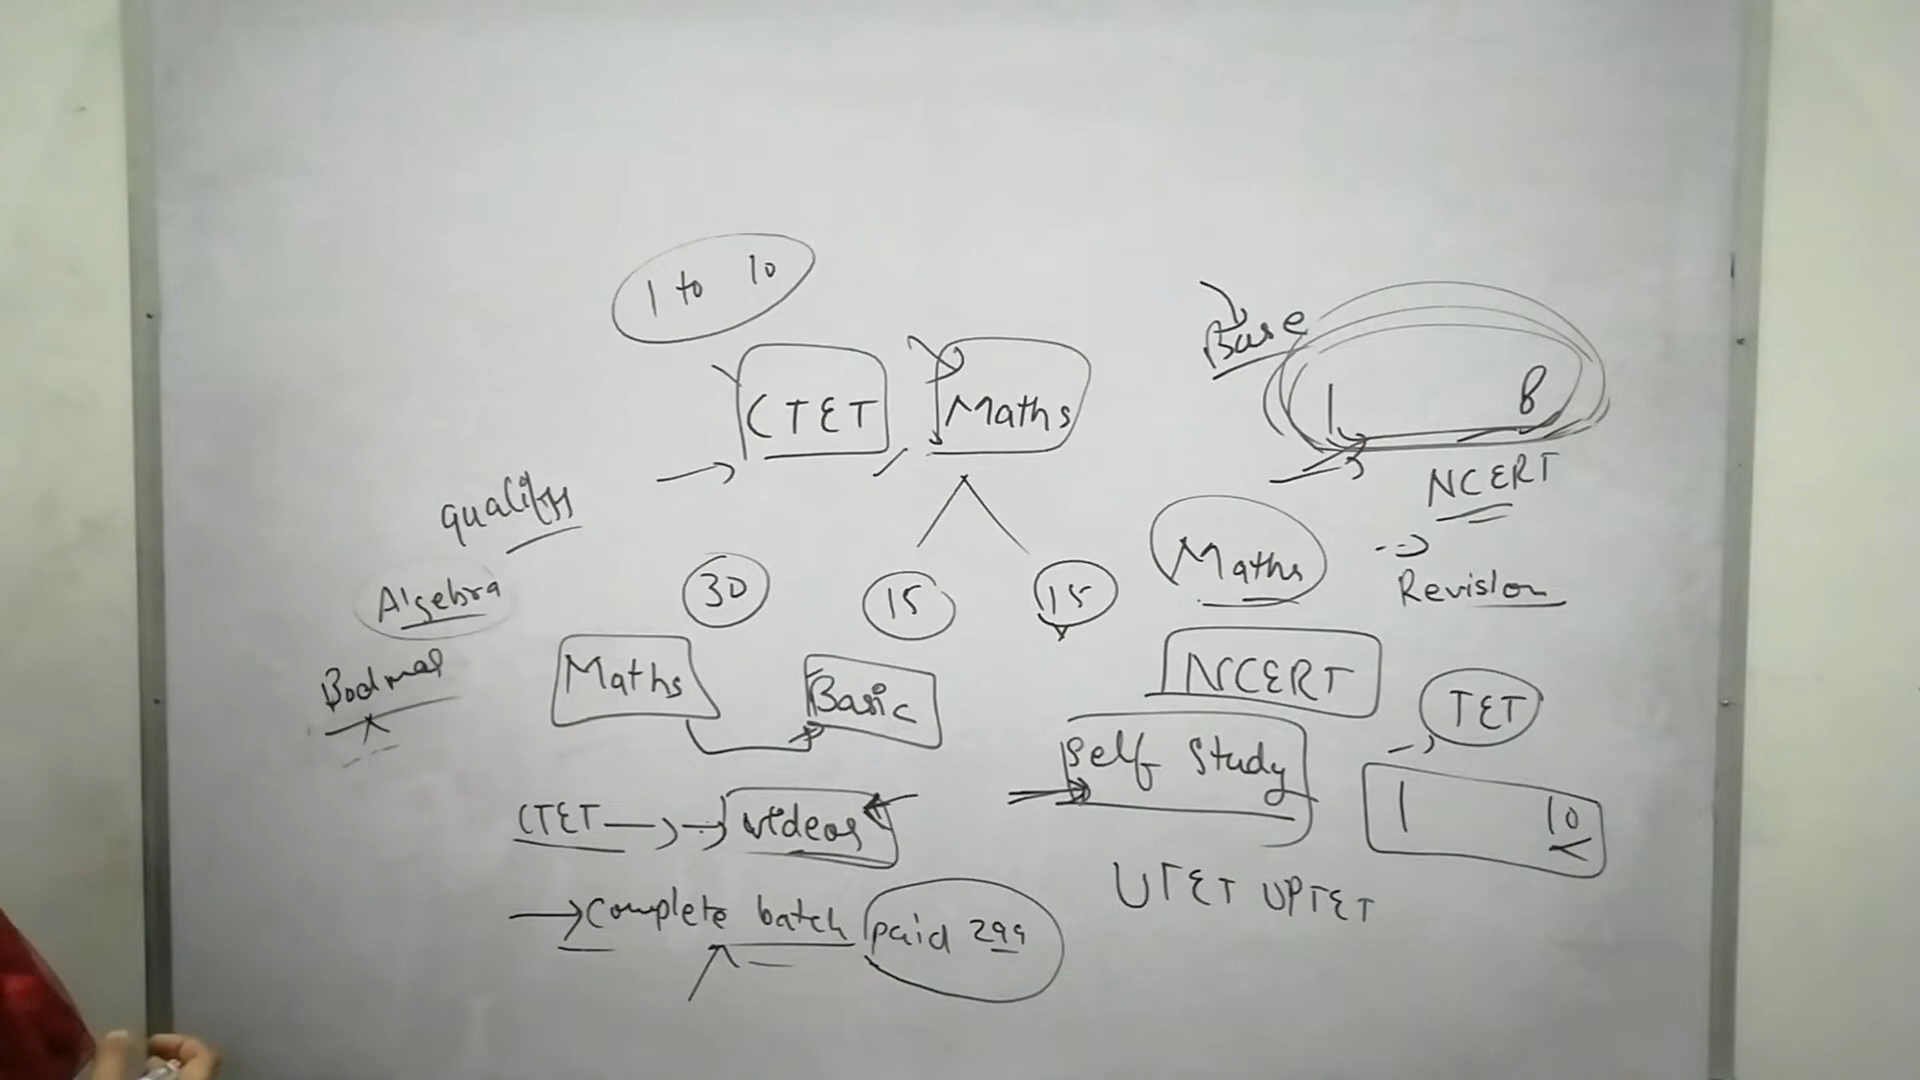 1 to 10
CTET Maths
Base
1 8
NCERT
qualify
Maths
Revision
Algebra
30 15 15
Maths Basic
NCERT
TET
self study
1 10
CTET videos
complete batch paid 299
UTET UPTET